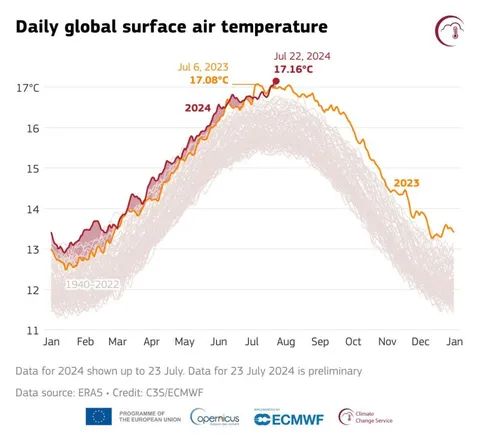 Daily global surface air temperature
Jul 22, 2024
Jul 6, 2023
17.16°C
17.08°C
17°C
2024
16
15
14
2023
13
1940-2022
12
11
Jan Feb Mar Apr May Jun Jul Aug Sep Oct Nov Dec Jan
Data for 2024 shown up to 23 July. Data for 23 July 2024 is preliminary
Data source: ERA5 • Credit: C3S/ECMWF
PROGRAMME OF
THE EUROPEAN UNION
Copernicus
ECMWF
Climate
Change Service